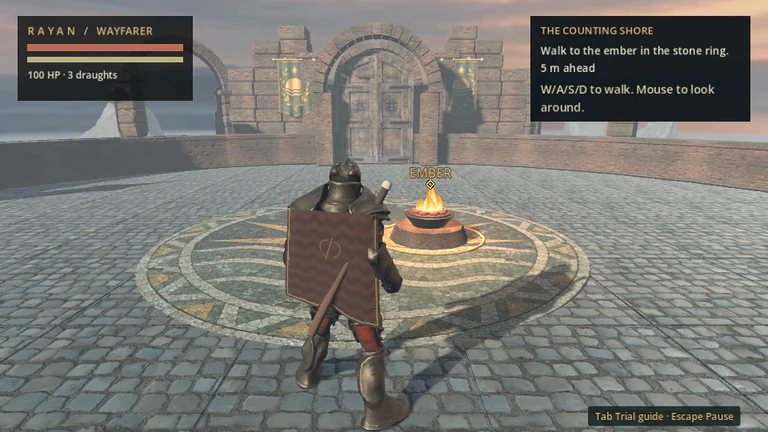 RAYAN / WAYFARER
100 HP · 3 draughts
THE COUNTING SHORE
Walk to the ember in the stone ring.
5 m ahead
W/A/S/D to walk. Mouse to look
around.
EMBER
Tab Trial guide · Escape Pause